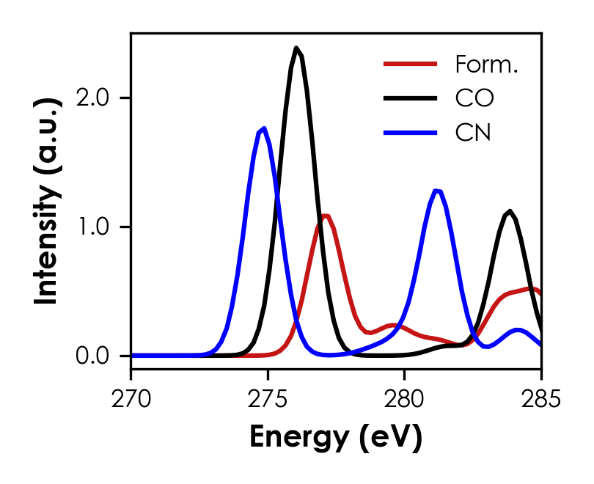 Form.
CO
CN
2.0
1.0
0.0
Intensity (a.u.)
270 275 280 285
Energy (eV)